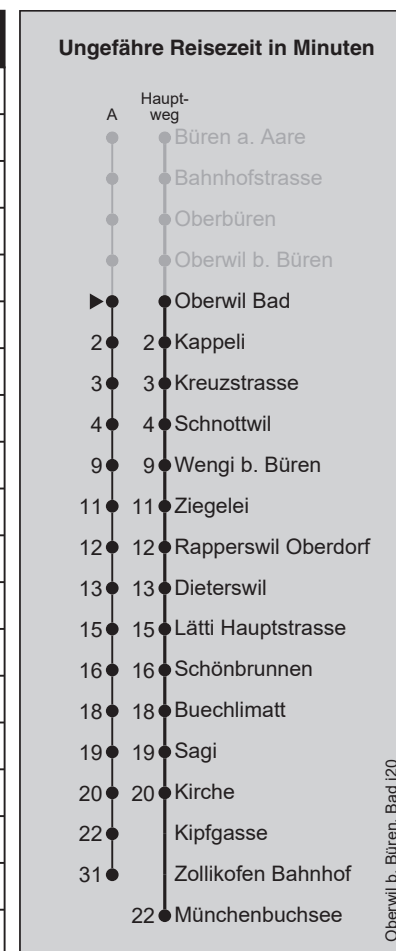 Ungefähre Reisezeit in Minuten
Haupt-
A weg
Büren a. Aare
Bahnhofstrasse
Oberbüren
Oberwil b. Büren
Oberwil Bad
2 2 Kappeli
3 3 Kreuzstrasse
4 4 Schnottwil
9 9 Wengi b. Büren
11 11 Ziegelei
12 12 Rapperswil Oberdorf
13 13 Dieterswil
15 15 Lätti Hauptstrasse
16 16 Schönbrunnen
18 18 Buechlimatt
19 19 Sagi
20 20 Kirche
22 Kipfgasse
31 Zollikofen Bahnhof
22 Münchenbuchsee
Oberwil b. Büren, Bad j20